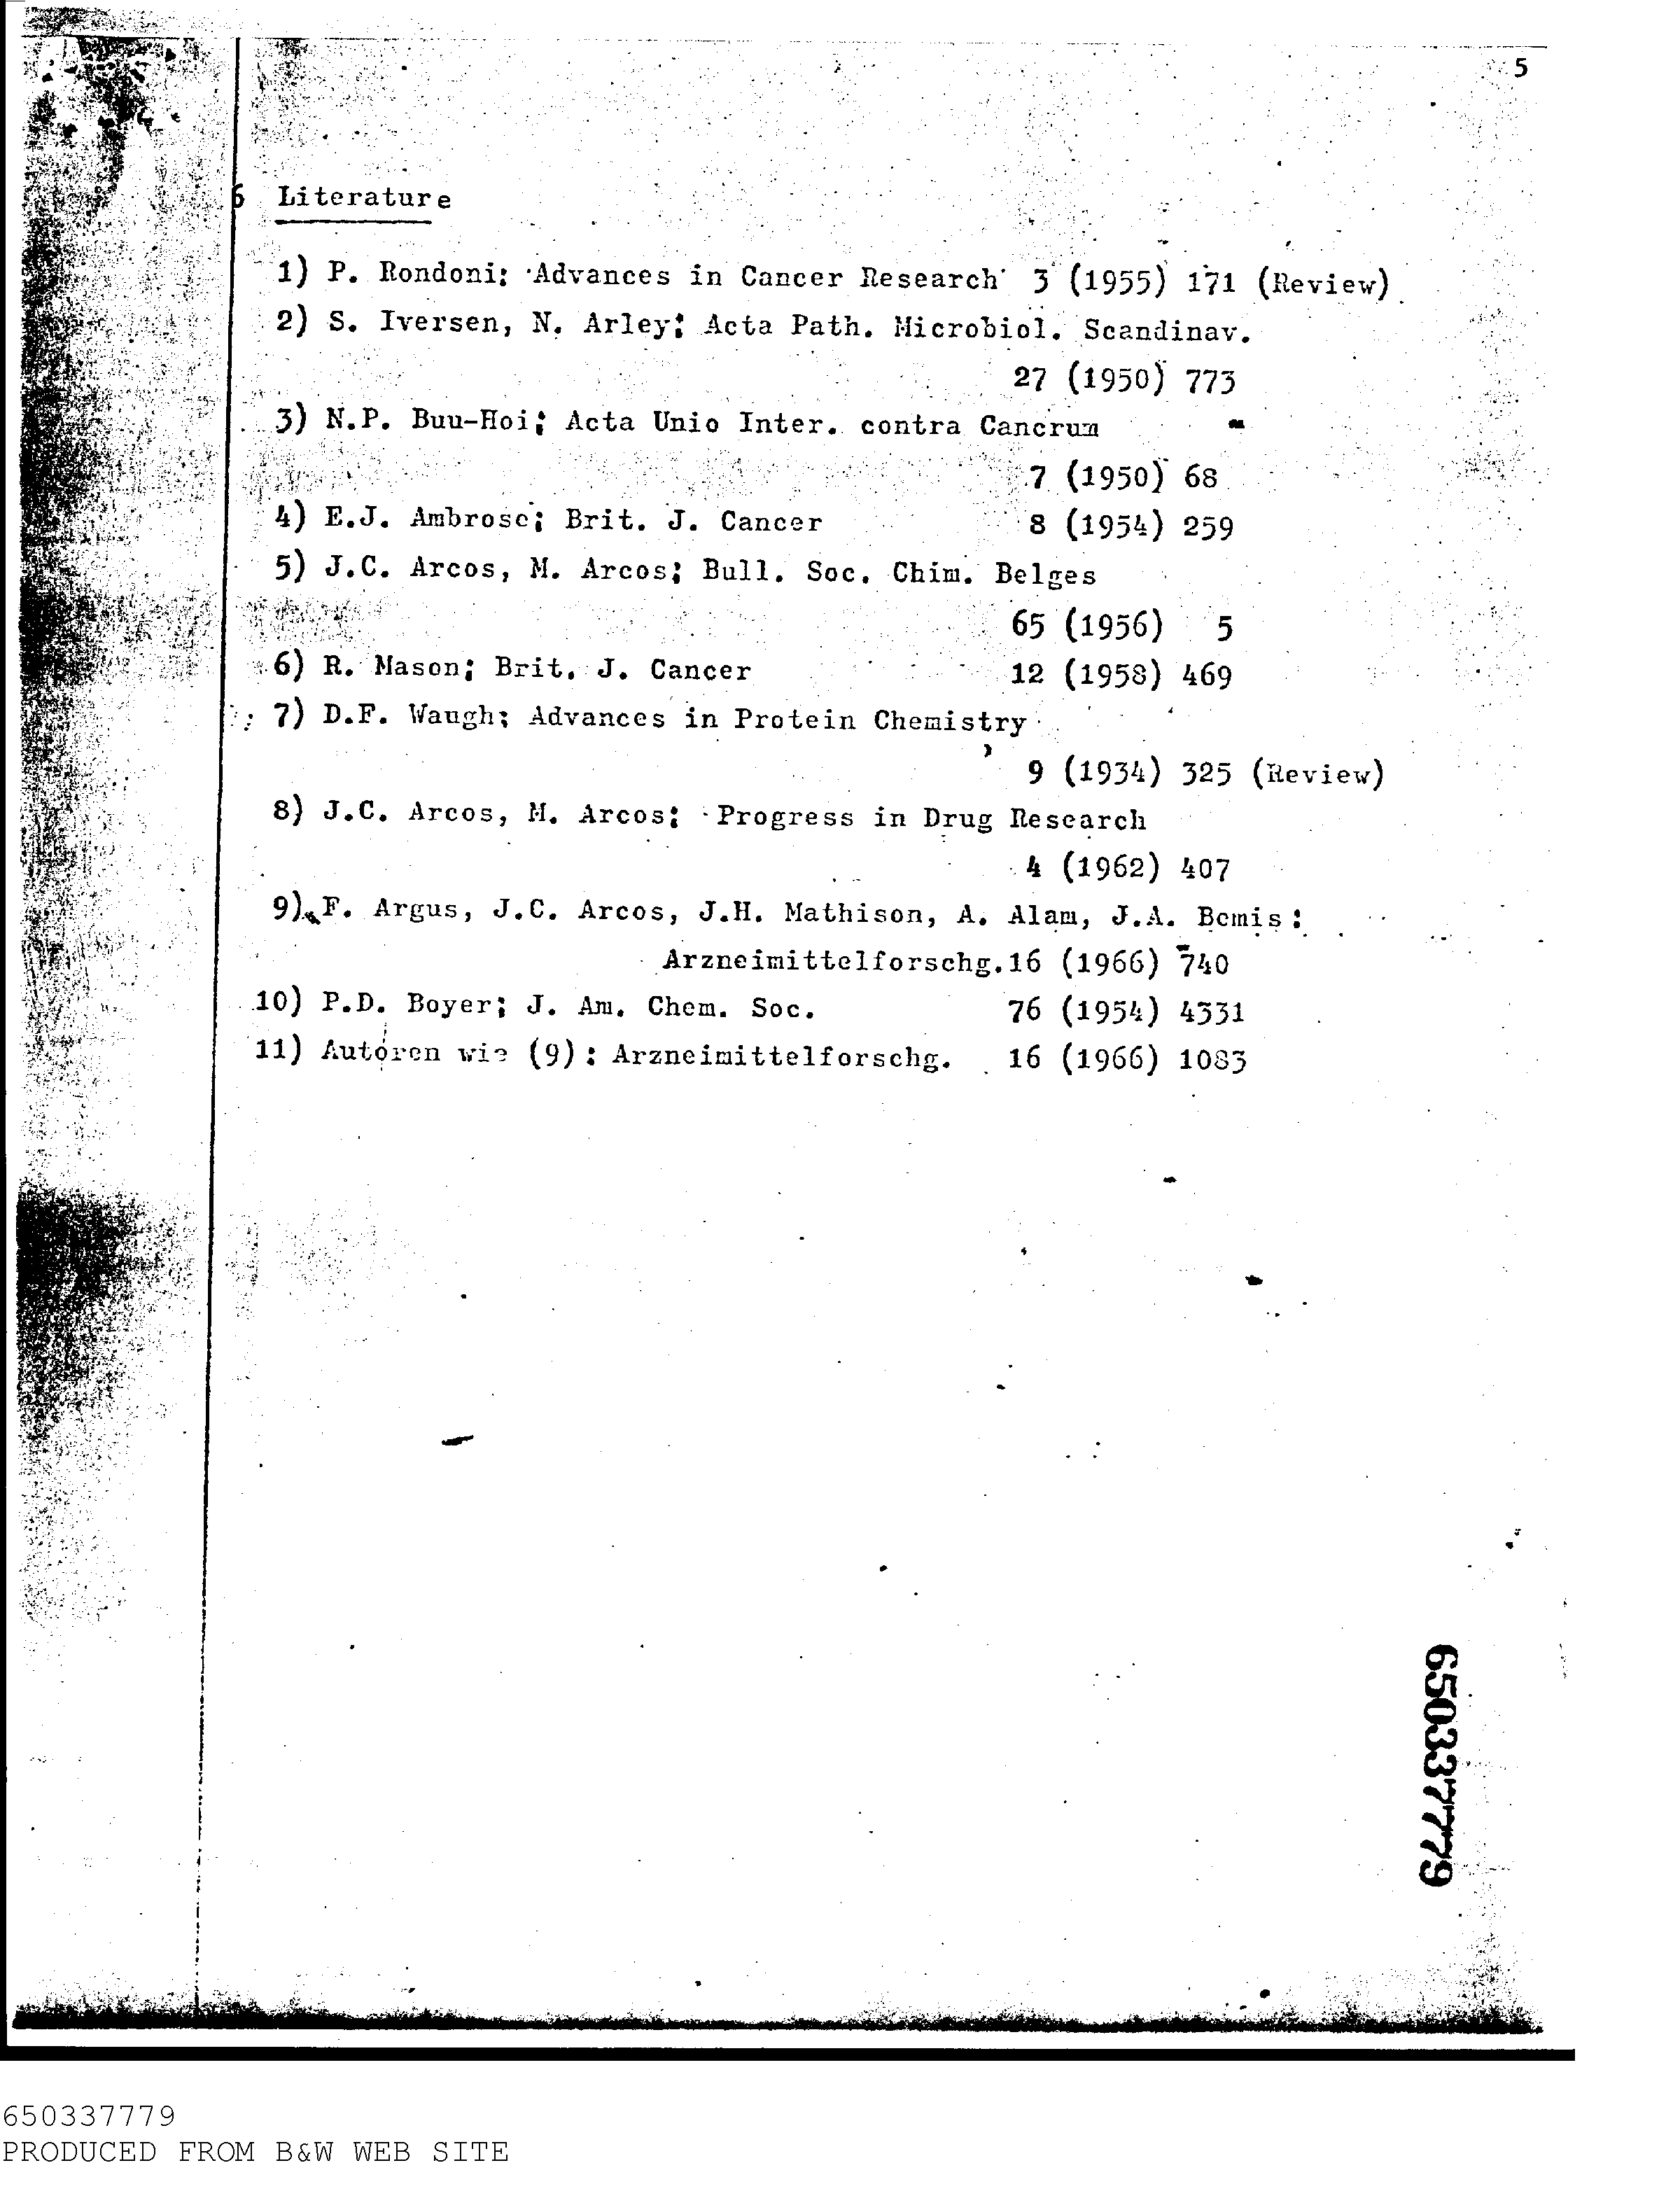 5
6 Literature
1) P. Rondoni: Advances in Cancer Research 3 (1955) 171 (Review)
2) S. Iversen, N. Arley: Acta Path. Microbiol. Scandinav.
27 (1950) 773
3) N.P. Buu-Hoi; Acta Unio Inter. contra Cancrum
7 (1950) 68
4) E.J. Ambrose; Brit. J. Cancer 8 (1954) 259
5) J.C. Arcos, M. Arcos: Bull. Soc. Chim. Belges
65 (1956) 5
6) R. Mason; Brit. J. Cancer 12 (1958) 469
7) D.F. Waugh; Advances in Protein Chemistry
9 (1934) 325 (Review)
8) J.C. Arcos, M. Arcos: Progress in Drug Research
4 (1962) 407
9) F. Argus, J.C. Arcos, J.H. Mathison, A. Alam, J.A. Bemis:
Arzneimittelforschg. 16 (1966) 740
10) P.D. Boyer; J. Am. Chem. Soc. 76 (1954) 4331
11) Autoren wie (9): Arzneimittelforschg. 16 (1966) 1083
650337779
650337779
PRODUCED FROM B&W WEB SITE